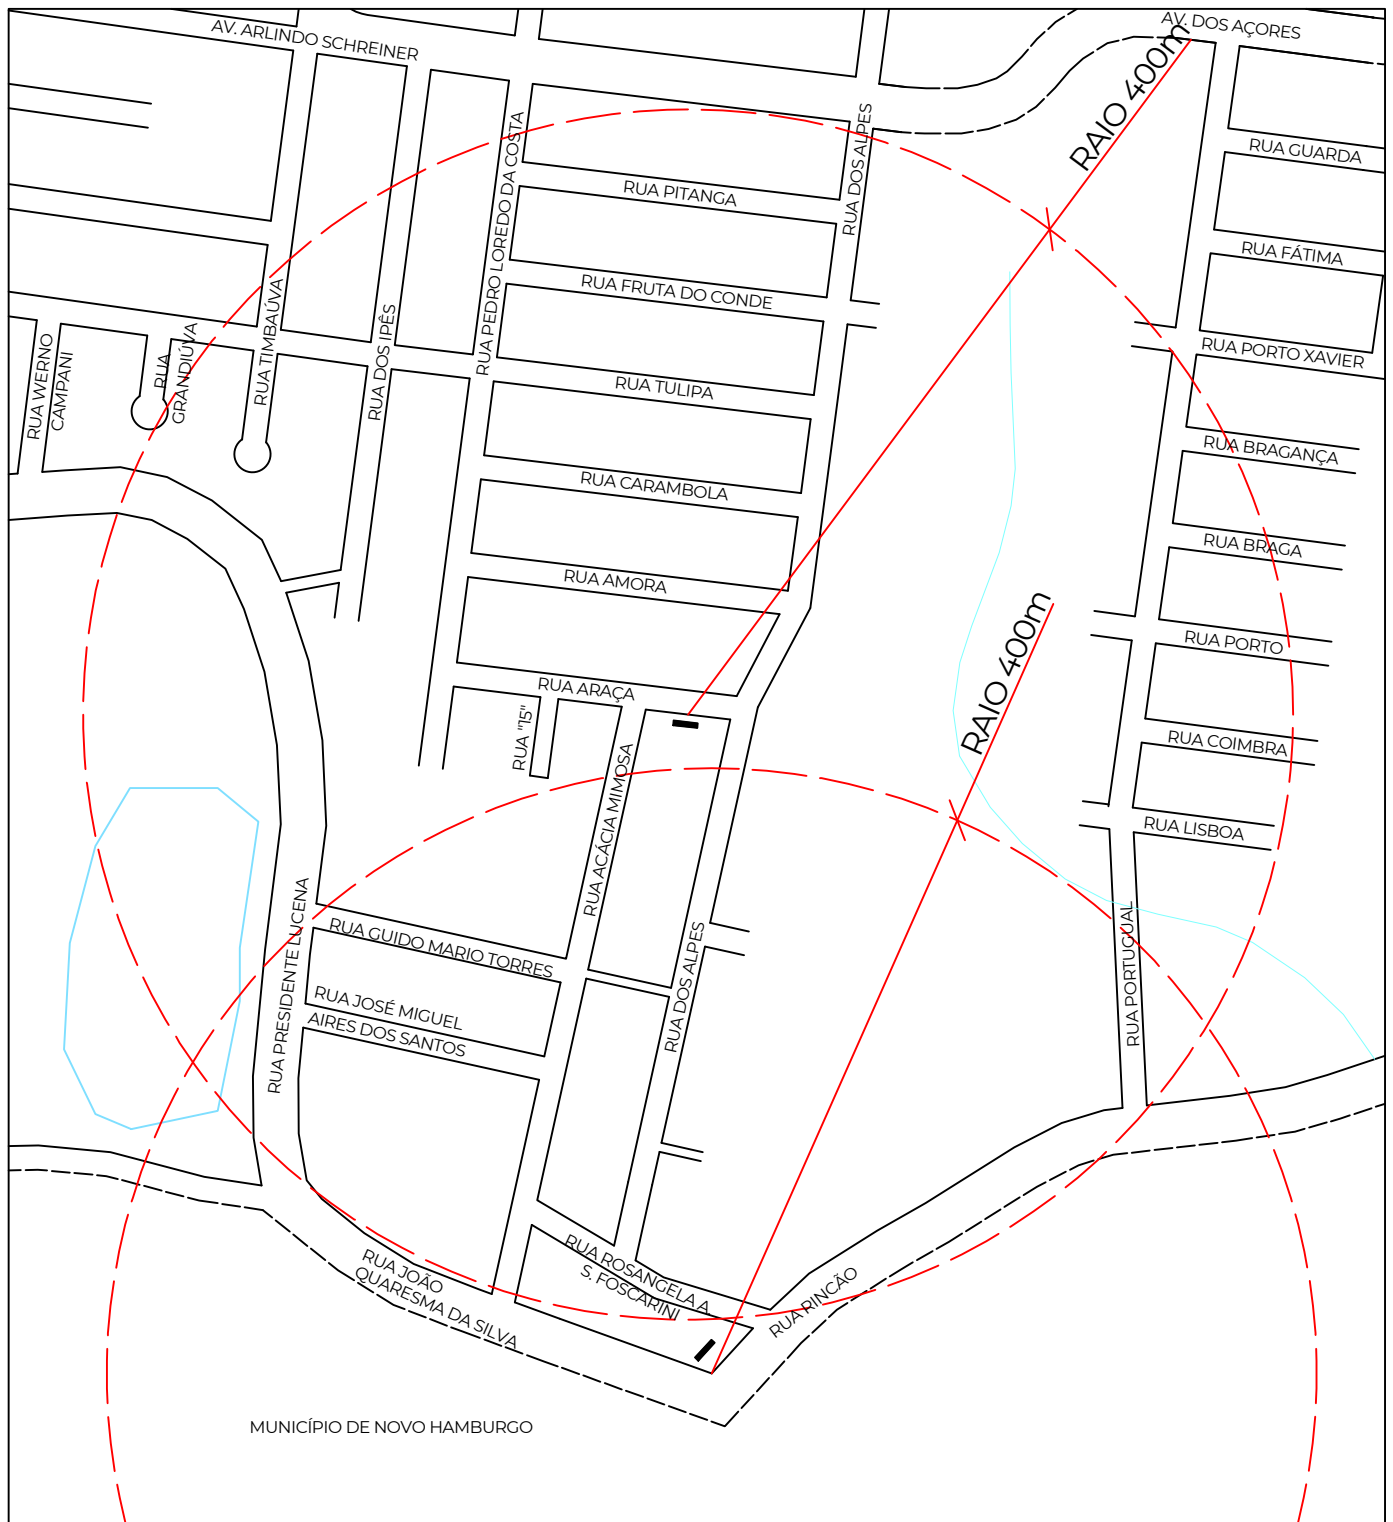 AV. DOS AÇORES
AV. ARLINDO SCHREINER
RAIO 400m
RUA GUARDA
RUA PITANGA
RUA DOS ALPES
RUA PEDRO LOREDO DA COSTA
RUA FÁTIMA
RUA FRUTA DO CONDE
RUA TIMBAÚVA
RUA DOS IPÊS
RUA WERNO
CAMPANI
RUA
GRANDIÚVA
RUA PORTO XAVIER
RUA TULIPA
RUA BRAGANÇA
RUA CARAMBOLA
RUA BRAGA
RUA AMORA
RAIO 400m
RUA PORTO
RUA ARAÇA
RUA "15"
RUA COIMBRA
RUA ACÁCIA MIMOSA
RUA LISBOA
RUA PRESIDENTE LUCENA
RUA GUIDO MARIO TORRES
RUA DOS ALPES
RUA PORTUGUAL
RUA JOSÉ MIGUEL
AIRES DOS SANTOS
RUA ROSANGELA A.
S. FOSCARINI
RUA JOÃO
QUARESMA DA SILVA
RUA RINCÃO
MUNICÍPIO DE NOVO HAMBURGO